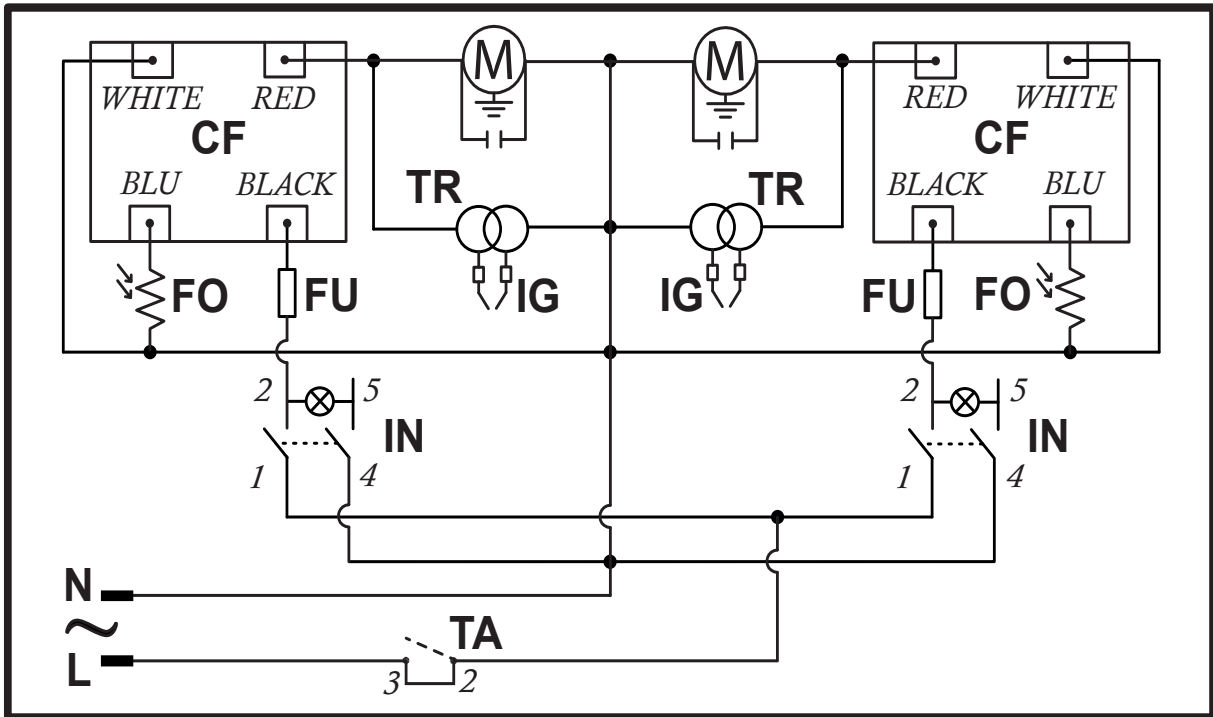 M M
WHITE RED RED WHITE
CF CF
BLU BLACK TR TR BLACK BLU
FO FU IG IG FU FO
2 5 2 5
IN IN
1 4 1 4
N
~ TA
L 3 2